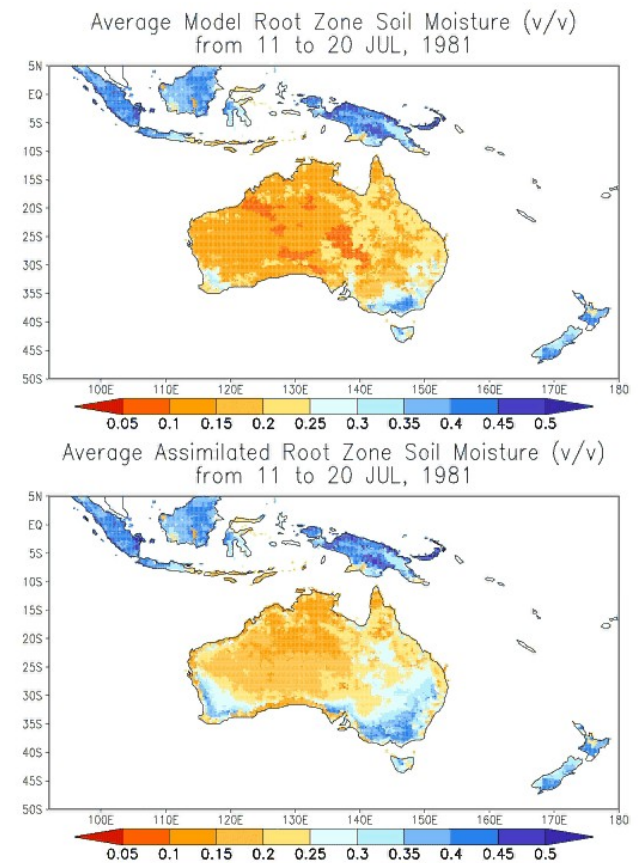 Average Model Root Zone Soil Moisture (v/v)
from 11 to 20 JUL, 1981
5N
EQ
5S
10S
15S
20S
25S
30S
35S
40S
45S
50S
100E 110E 120E 130E 140E 150E 160E 170E 180
0.05 0.1 0.15 0.2 0.25 0.3 0.35 0.4 0.45 0.5
Average Assimilated Root Zone Soil Moisture (v/v)
from 11 to 20 JUL, 1981
5N
EQ
5S
10S
15S
20S
25S
30S
35S
40S
45S
50S
100E 110E 120E 130E 140E 150E 160E 170E 180
0.05 0.1 0.15 0.2 0.25 0.3 0.35 0.4 0.45 0.5